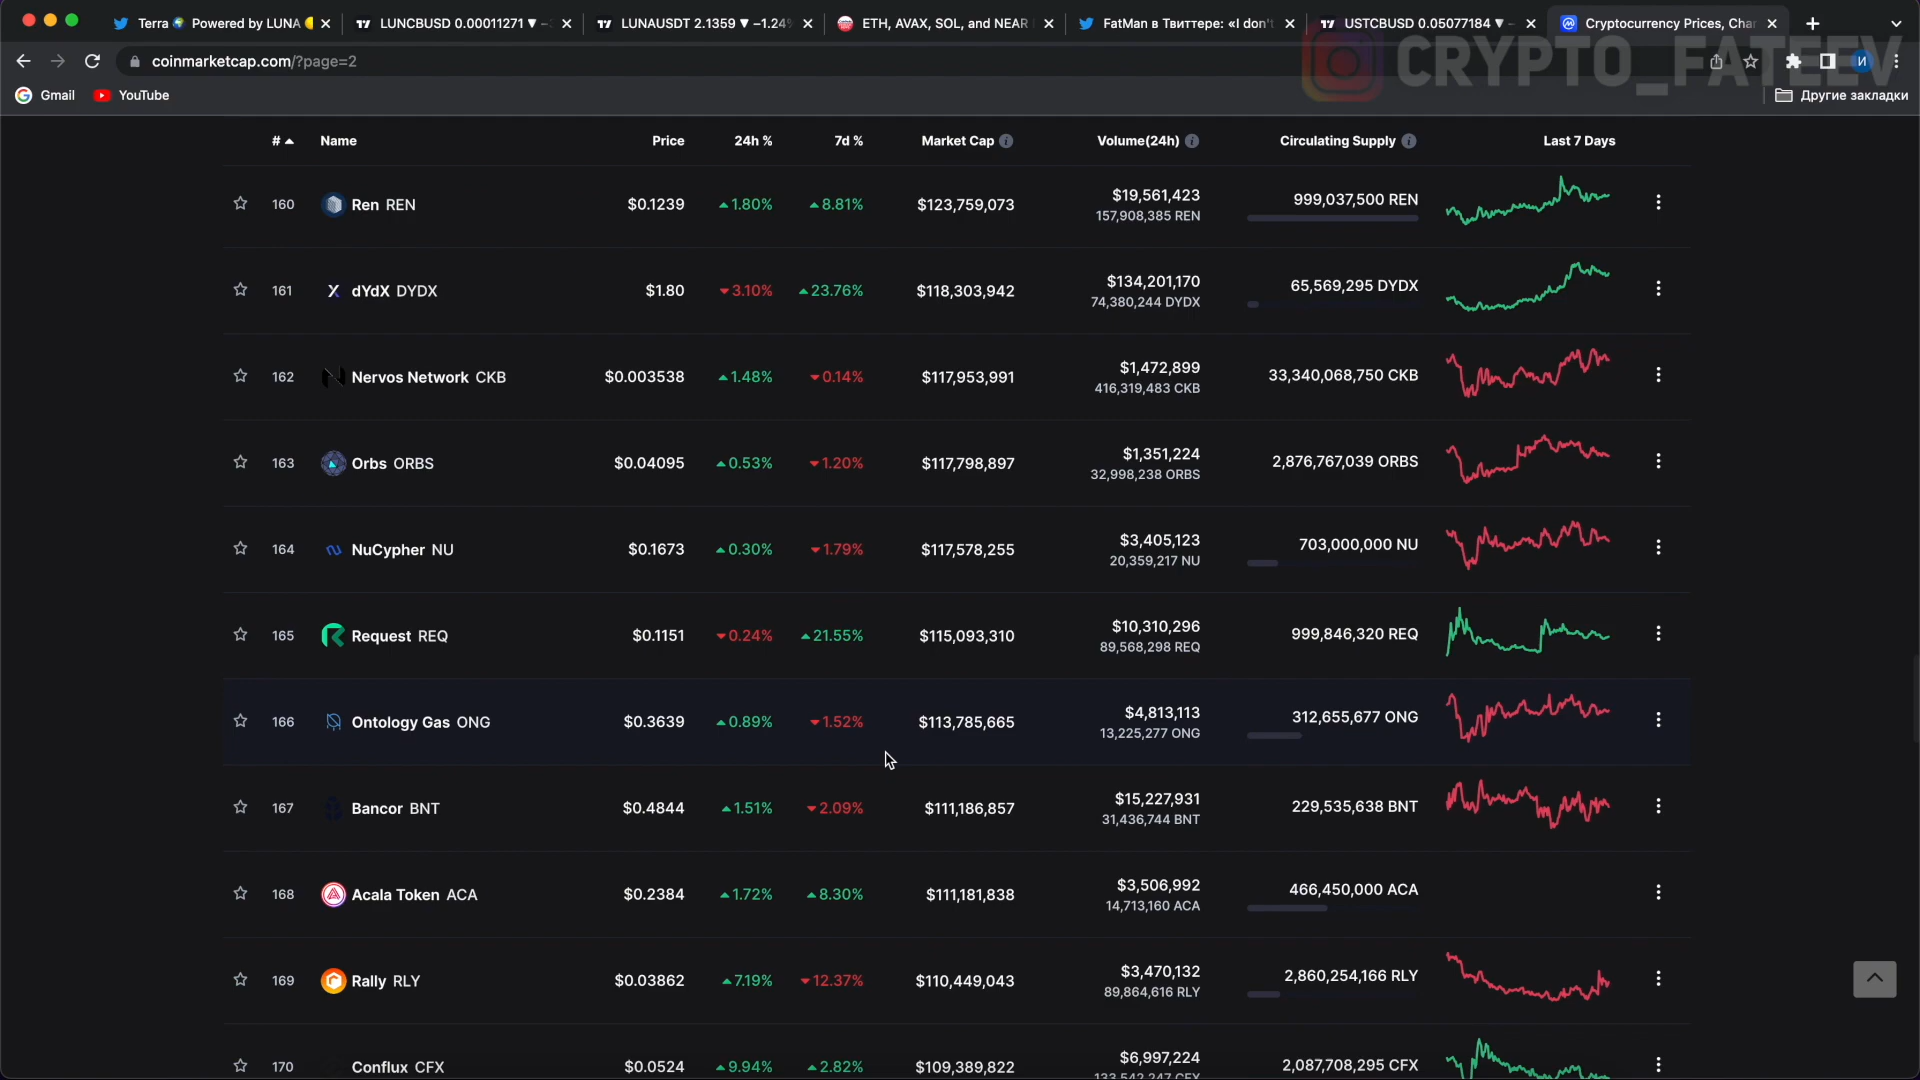 Terra Powered by LUNA
LUNCBUSD 0.00011271 ▼ −
LUNAUSDT 2.1359 ▼ −1.24%
ETH, AVAX, SOL, and NEAR
FatMan в Твиттере: «I don't
USTCBUSD 0.05077184 ▼ −
Cryptocurrency Prices, Char
coinmarketcap.com/?page=2
CRYPTO_FATEEV
И
Gmail
YouTube
Другие закладки
# Name Price 24h % 7d % Market Cap Volume(24h) Circulating Supply Last 7 Days
160 Ren REN $0.1239 1.80% 8.81% $123,759,073 $19,561,423 999,037,500 REN
157,908,385 REN
161 dYdX DYDX $1.80 3.10% 23.76% $118,303,942 $134,201,170 65,569,295 DYDX
74,380,244 DYDX
162 Nervos Network CKB $0.003538 1.48% 0.14% $117,953,991 $1,472,899 33,340,068,750 CKB
416,319,483 CKB
163 Orbs ORBS $0.04095 0.53% 1.20% $117,798,897 $1,351,224 2,876,767,039 ORBS
32,998,238 ORBS
164 NuCypher NU $0.1673 0.30% 1.79% $117,578,255 $3,405,123 703,000,000 NU
20,359,217 NU
165 Request REQ $0.1151 0.24% 21.55% $115,093,310 $10,310,296 999,846,320 REQ
89,568,298 REQ
166 Ontology Gas ONG $0.3639 0.89% 1.52% $113,785,665 $4,813,113 312,655,677 ONG
13,225,277 ONG
167 Bancor BNT $0.4844 1.51% 2.09% $111,186,857 $15,227,931 229,535,638 BNT
31,436,744 BNT
168 Acala Token ACA $0.2384 1.72% 8.30% $111,181,838 $3,506,992 466,450,000 ACA
14,713,160 ACA
169 Rally RLY $0.03862 7.19% 12.37% $110,449,043 $3,470,132 2,860,254,166 RLY
89,864,616 RLY
170 Conflux CFX $0.0524 9.94% 2.82% $109,389,822 $6,997,224 2,087,708,295 CFX
133,542,247 CFX